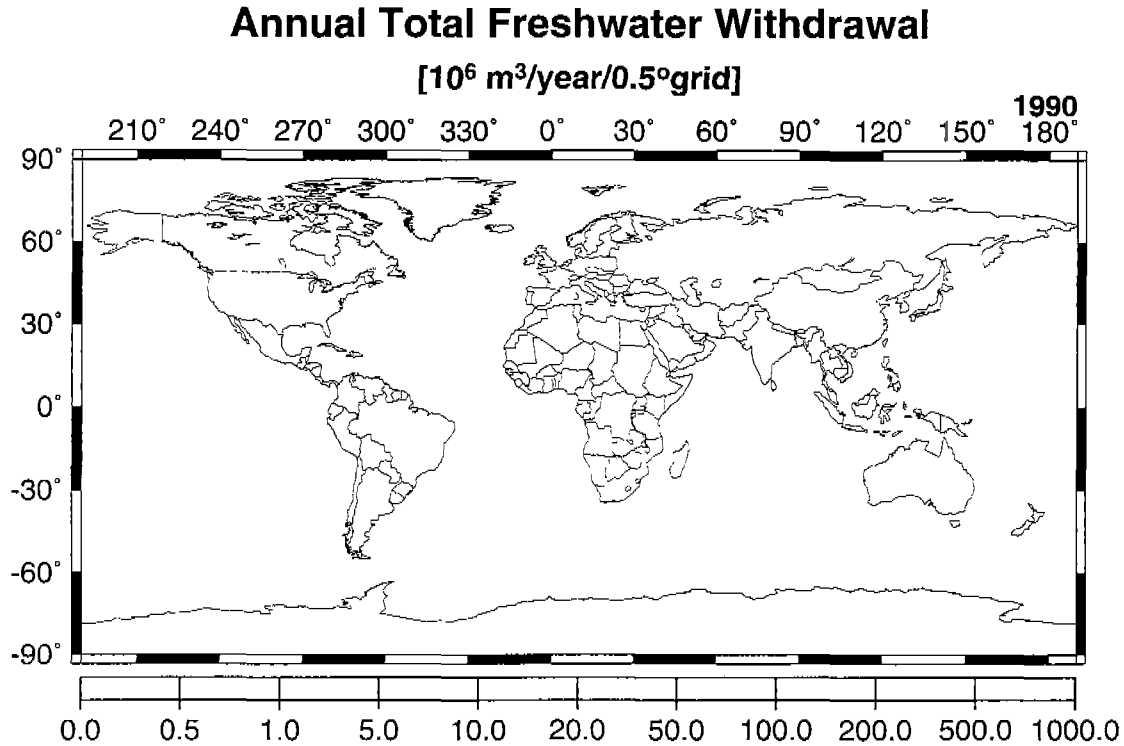 Annual Total Freshwater Withdrawal
[10⁶ m³/year/0.5°grid]
1990
210° 240° 270° 300° 330° 0° 30° 60° 90° 120° 150° 180°
90°
60°
30°
0°
-30°
-60°
-90°
0.0 0.5 1.0 5.0 10.0 20.0 50.0 100.0 200.0 500.0 1000.0